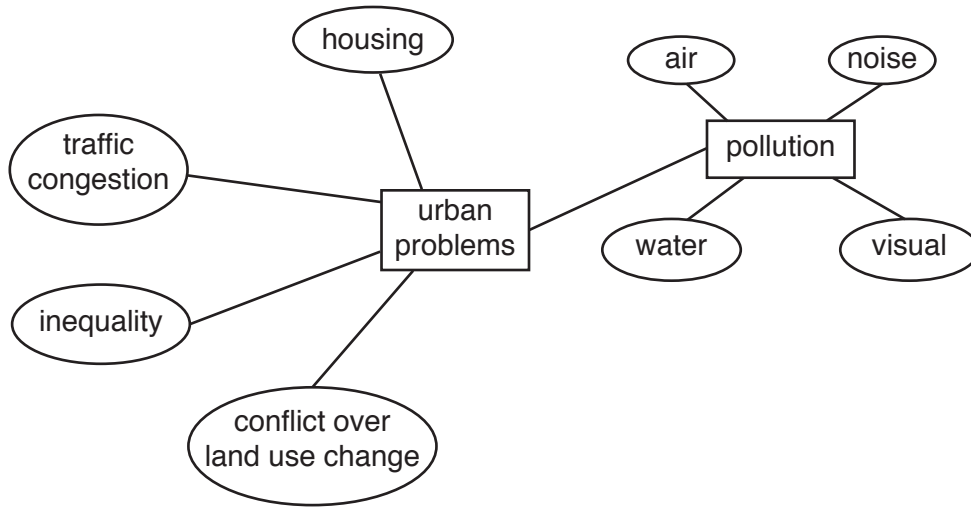 housing
air
noise
traffic
congestion
pollution
urban
problems
water
visual
inequality
conflict over
land use change